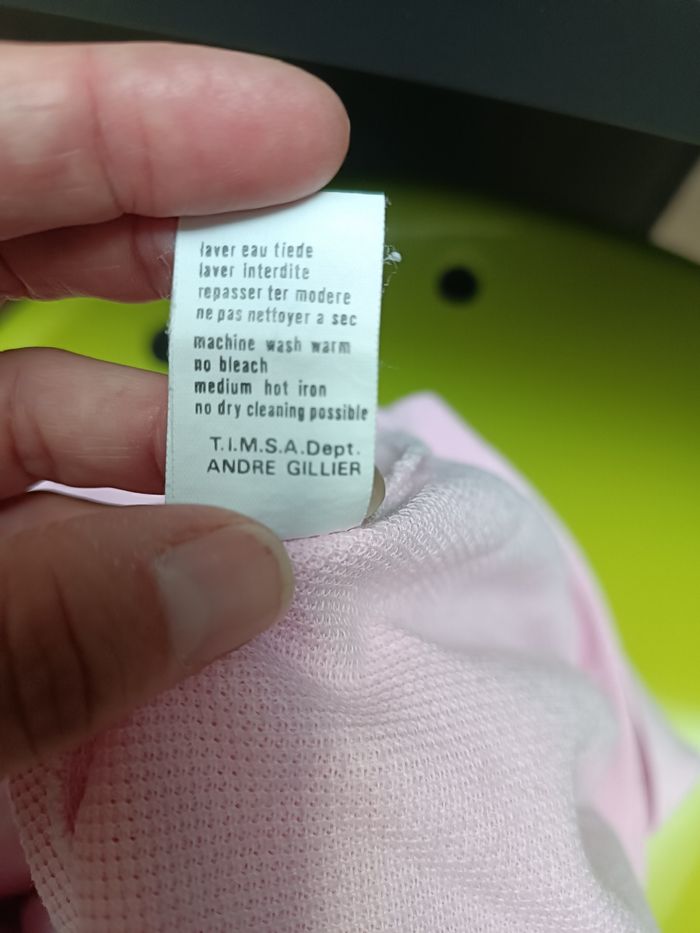 laver eau tiede
laver interdite
repasser ter modere
ne pas nettoyer a sec
machine wash warm
no bleach
medium hot iron
no dry cleaning possible
T.I.M.S.A.Dept.
ANDRE GILLIER